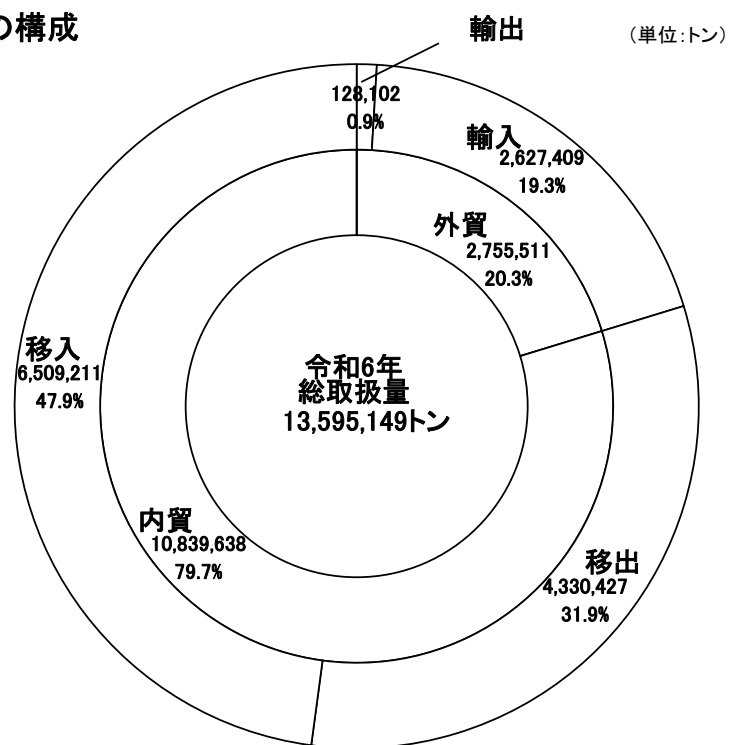 の構成
輸出
（単位:トン）
128,102
0.9%
輸入
2,627,409
19.3%
外貿
2,755,511
20.3%
移入
6,509,211
47.9%
令和6年
総取扱量
13,595,149トン
内貿
10,839,638
79.7%
移出
4,330,427
31.9%